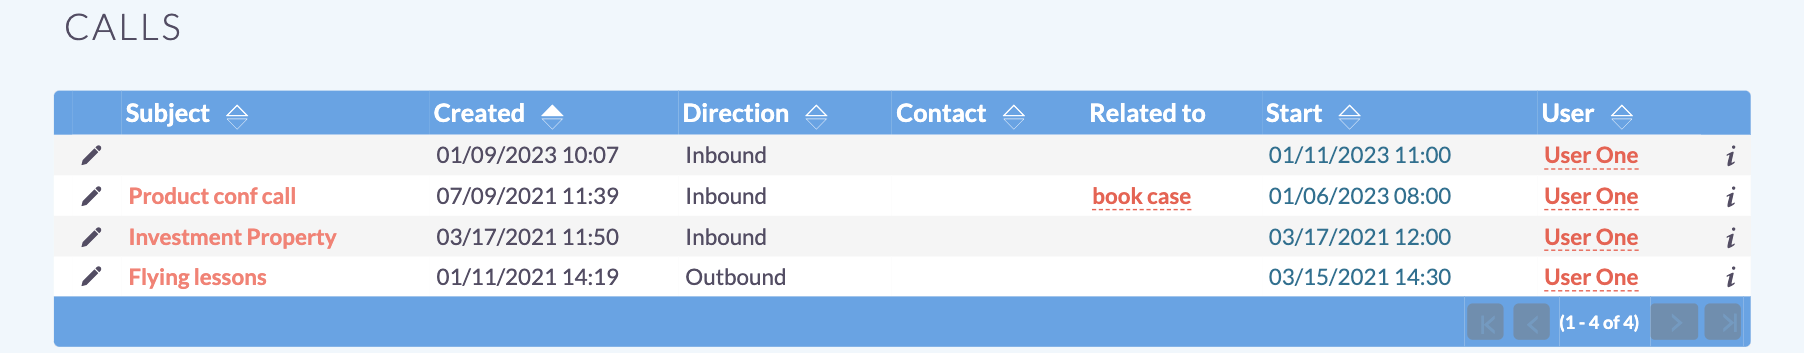 CALLS
Subject Created Direction Contact Related to Start User
01/09/2023 10:07 Inbound 01/11/2023 11:00 User One i
Product conf call 07/09/2021 11:39 Inbound book case 01/06/2023 08:00 User One i
Investment Property 03/17/2021 11:50 Inbound 03/17/2021 12:00 User One i
Flying lessons 01/11/2021 14:19 Outbound 03/15/2021 14:30 User One i
(1 - 4 of 4)